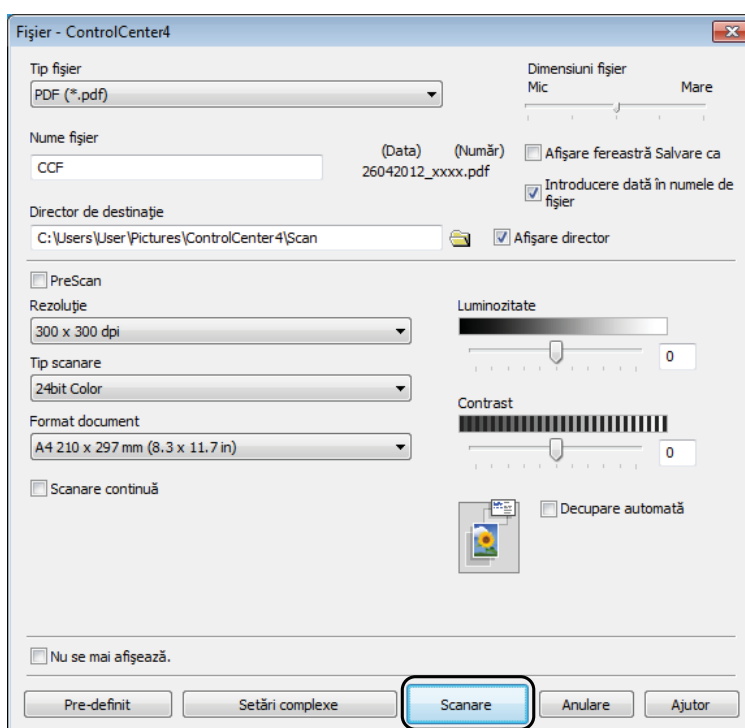 Fişier - ControlCenter4
Tip fişier
PDF (*.pdf)
Dimensiuni fişier
Mic Mare
Nume fişier
CCF
(Data) (Număr)
26042012_xxxx.pdf
Afişare fereastră Salvare ca
Introducere dată în numele de
fişier
Director de destinaţie
C:\Users\User\Pictures\ControlCenter4\Scan
Afişare director
PreScan
Rezoluţie
300 x 300 dpi
Tip scanare
24bit Color
Format document
A4 210 x 297 mm (8.3 x 11.7 in)
Scanare continuă
Luminozitate
0
Contrast
0
Decupare automată
Nu se mai afişează.
Pre-definit Setări complexe Scanare Anulare Ajutor